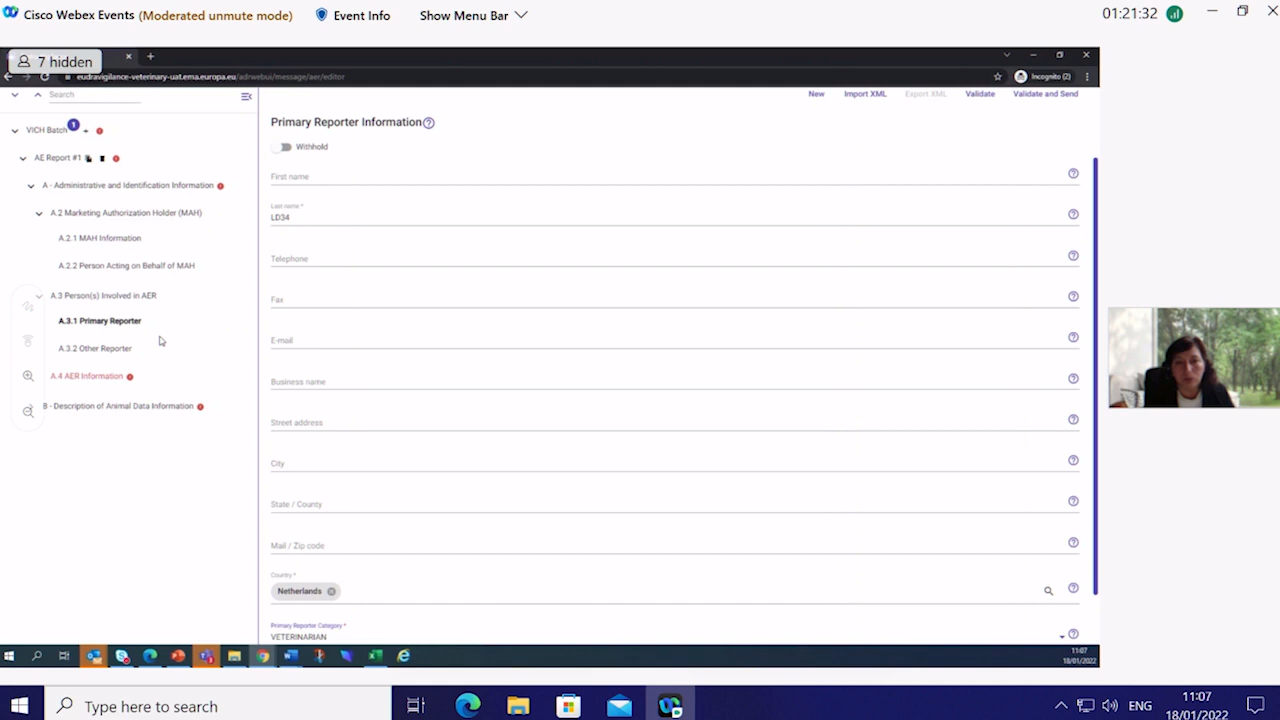 Cisco Webex Events (Moderated unmute mode) Event Info Show Menu Bar 01:21:32
7 hidden
eudravigilance-veterinary-uat.ema.europa.eu/adrwebui/message/aer/editor Incognito (2)
Search New Import XML Export XML Validate Validate and Send
Primary Reporter Information
VICH Batch 1
Withhold
AE Report #1
First name
A - Administrative and Identification Information
Last name *
LD34
A.2 Marketing Authorization Holder (MAH)
A.2.1 MAH Information
Telephone
A.2.2 Person Acting on Behalf of MAH
A.3 Person(s) Involved in AER
Fax
A.3.1 Primary Reporter
E-mail
A.3.2 Other Reporter
A.4 AER Information
Business name
B - Description of Animal Data Information
Street address
City
State / County
Mail / Zip code
Country *
Netherlands
Primary Reporter Category *
VETERINARIAN
11:07
18/01/2022
Type here to search ENG 11:07
18/01/2022